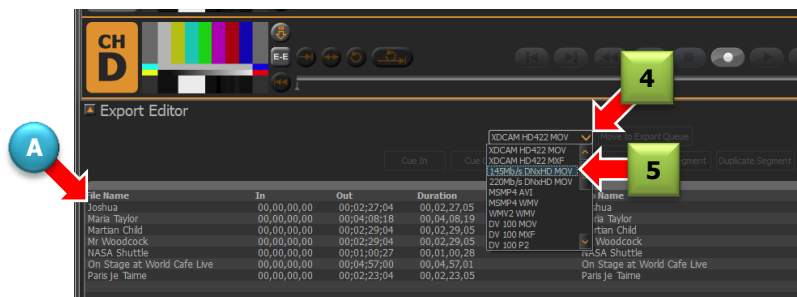 CH
D
E-E
4
Export Editor
A
XDCAM HD422 MOV
Move to Export Queue
XDCAM HD422 MOV
XDCAM HD422 MXF
145Mb/s DNxHD MOV
220Mb/s DNxHD MOV
MSMP4 AVI
MSMP4 WMV
WMV2 WMV
DV 100 MOV
DV 100 MXF
DV 100 P2
5
Cue In
Duplicate Segment
File Name In Out Duration
Joshua 00,00,00,00 00;02;27;04 00,02,27,05
Maria Taylor 00,00,00,00 00;04;08;18 00,04,08,19
Martian Child 00,00,00,00 00;02;29;04 00,02,29,05 Martian Child
Mr Woodcock 00,00,00,00 00;02;29;04 00,02,29,05 Woodcock
NASA Shuttle 00,00,00,00 00;01;00;27 00,01,00,28 NASA Shuttle
On Stage at World Cafe Live 00,00,00,00 00;04;57;00 00,04,57,01 On Stage at World Cafe Live
Paris je Taime 00,00,00,00 00;02;23;04 00,02,23,05 Paris je Taime